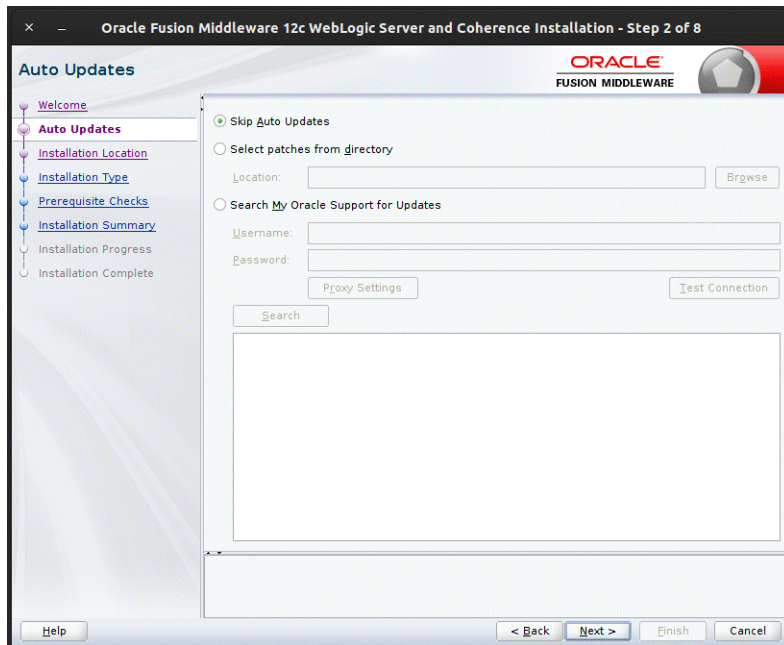 Oracle Fusion Middleware 12c WebLogic Server and Coherence Installation - Step 2 of 8
Auto Updates
ORACLE
FUSION MIDDLEWARE
Welcome
Auto Updates
Installation Location
Installation Type
Prerequisite Checks
Installation Summary
Installation Progress
Installation Complete
Skip Auto Updates
Select patches from directory
Location:
Browse
Search My Oracle Support for Updates
Username:
Password:
Proxy Settings
Test Connection
Search
Help
< Back
Next >
Finish
Cancel